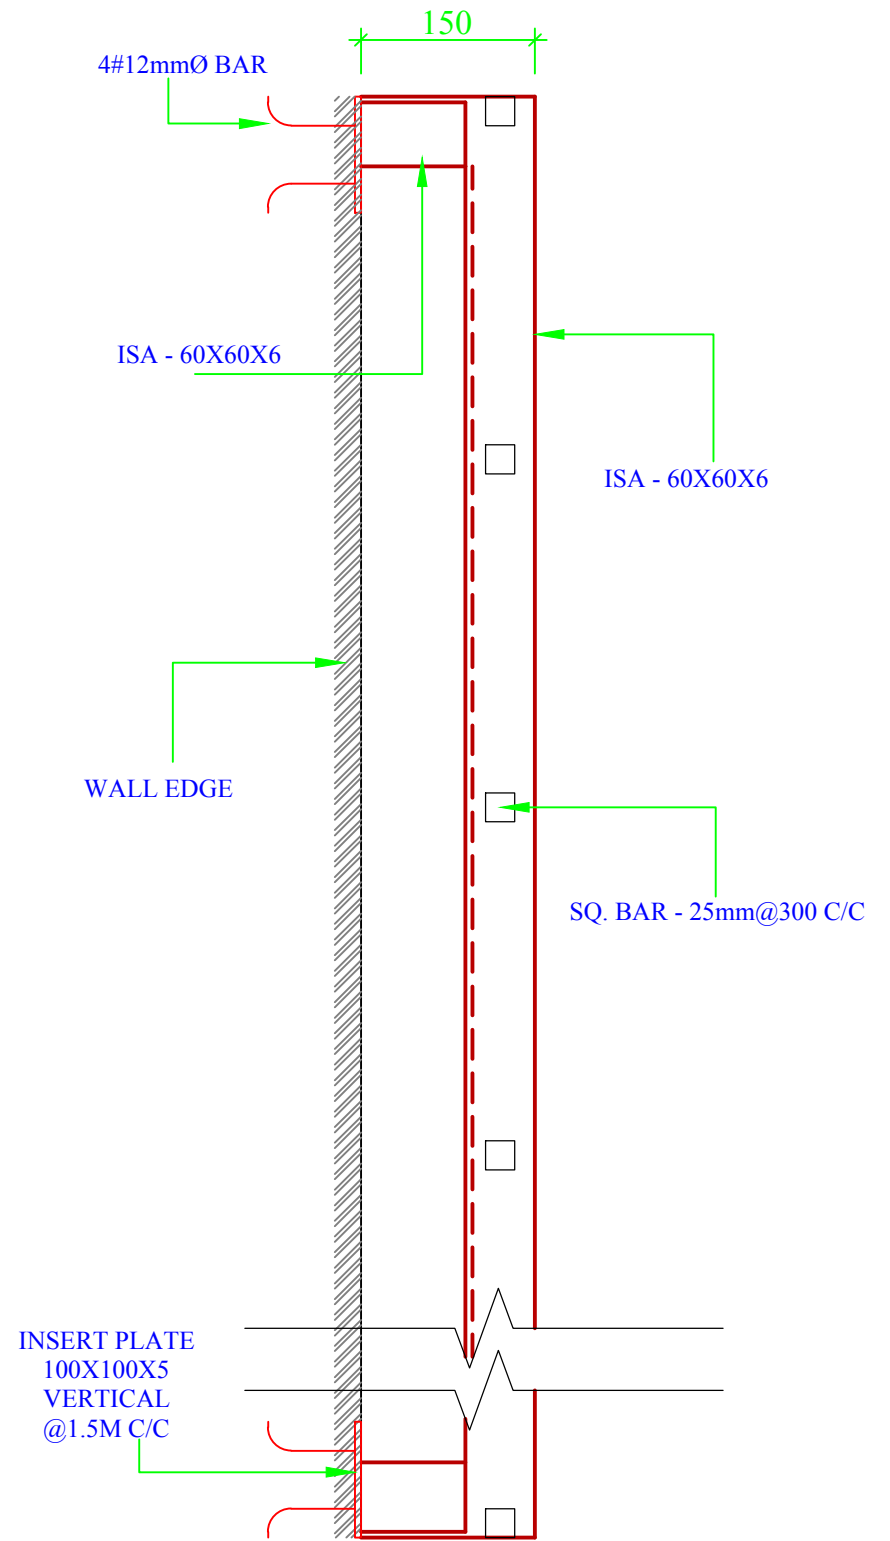 150
4#12mmØ BAR
ISA - 60X60X6
ISA - 60X60X6
WALL EDGE
SQ. BAR - 25mm@300 C/C
INSERT PLATE
100X100X5
VERTICAL
@1.5M C/C